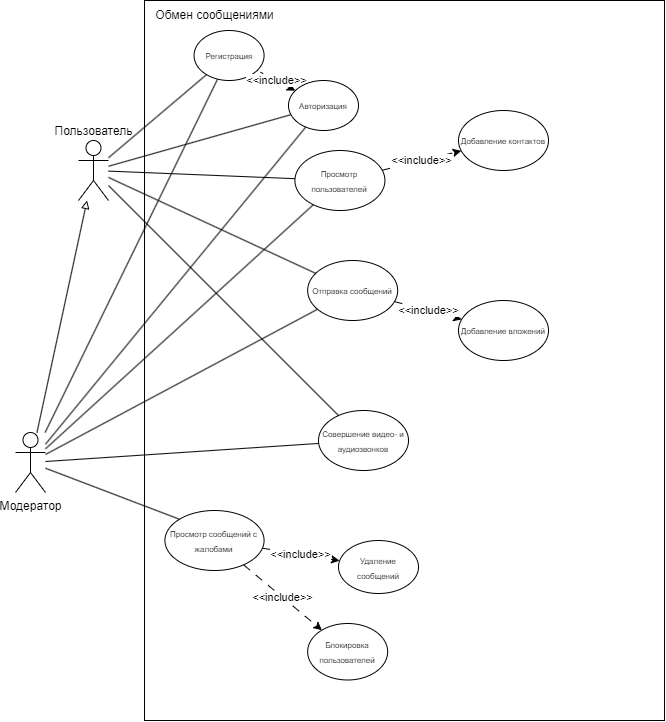 Обмен сообщениями
Регистрация
<<include>>
Авторизация
Пользователь
Добавление контактов
<<include>>
Просмотр
пользователей
Отправка сообщений
<<include>>
Добавление вложений
Совершение видео- и
аудиозвонков
Модератор
Просмотр сообщений с
жалобами
<<include>>
Удаление
сообщений
<<include>>
Блокировка
пользователей